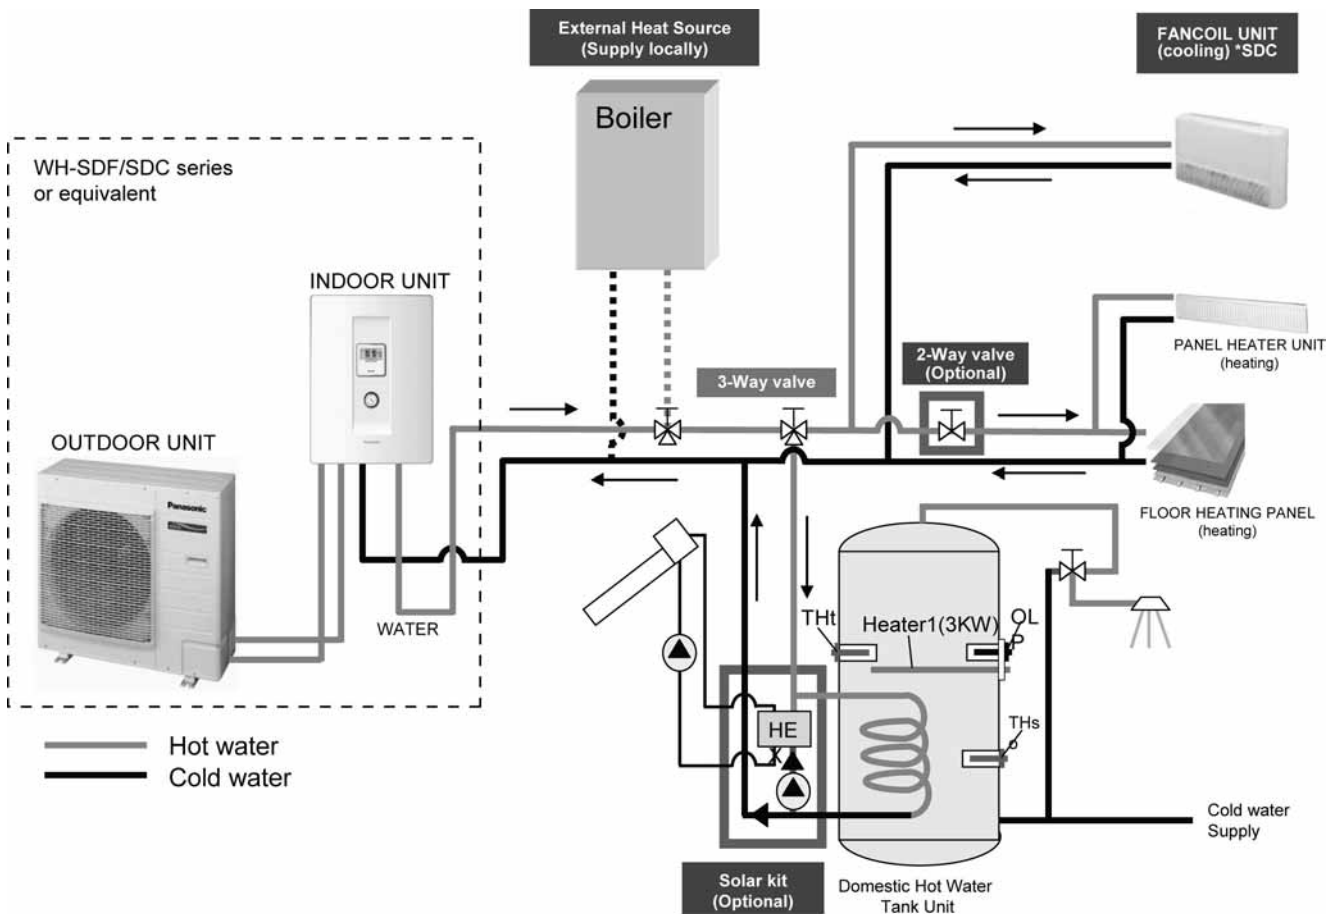 External Heat Source
(Supply locally)
FANCOIL UNIT
(cooling) *SDC
Boiler
WH-SDF/SDC series
or equivalent
INDOOR UNIT
OUTDOOR UNIT
Panasonic
3-Way valve
2-Way valve
(Optional)
PANEL HEATER UNIT
(heating)
FLOOR HEATING PANEL
(heating)
WATER
THt
Heater1(3KW)
OL
P
THs
HE
Hot water
Cold water
Cold water
Supply
Solar kit
(Optional)
Domestic Hot Water
Tank Unit